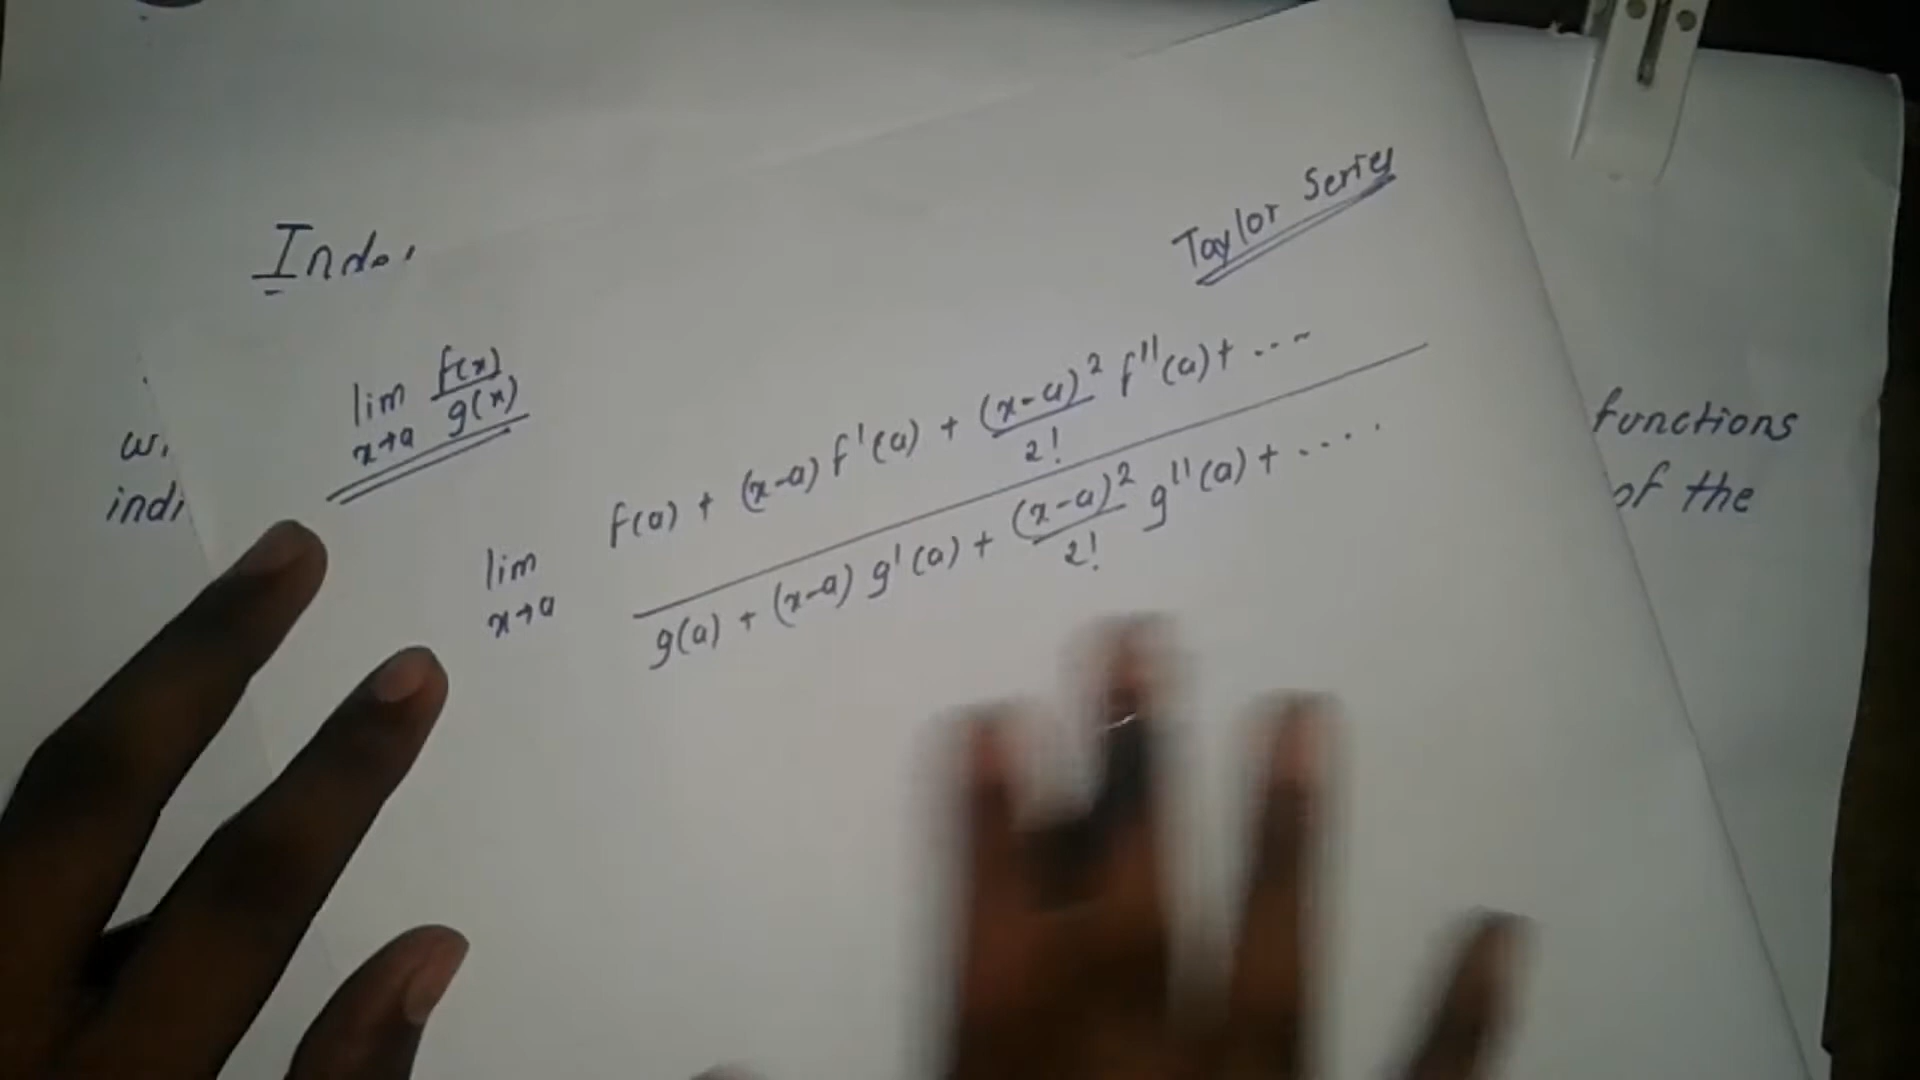 Taylor Series
lim x→a f(x)/g(x)
functions
of the
lim x→a (f(a) + (x-a) f'(a) + (x-a)²/2! f''(a) + ....) / (g(a) + (x-a) g'(a) + (x-a)²/2! g''(a) + ....)